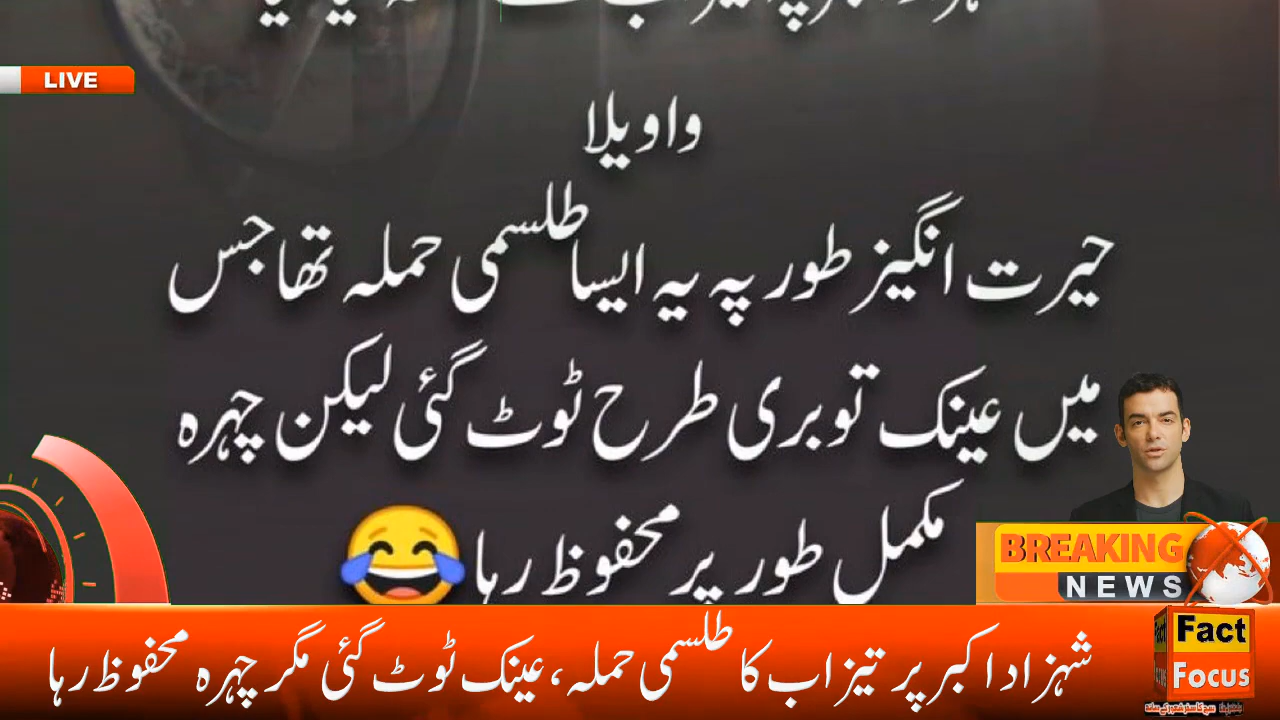 LIVE
واویلا
حیرت انگیز طور پہ یہ ایسا طلسمی حملہ تھا جس
میں عینک تو بری طرح ٹوٹ گئی لیکن چہرہ
مکمل طور پر محفوظ رہا😂
BREAKING
NEWS
شہزاد اکبر پر تیزاب کا طلسمی حملہ، عینک ٹوٹ گئی مگر چہرہ محفوظ رہا
Fact
Focus